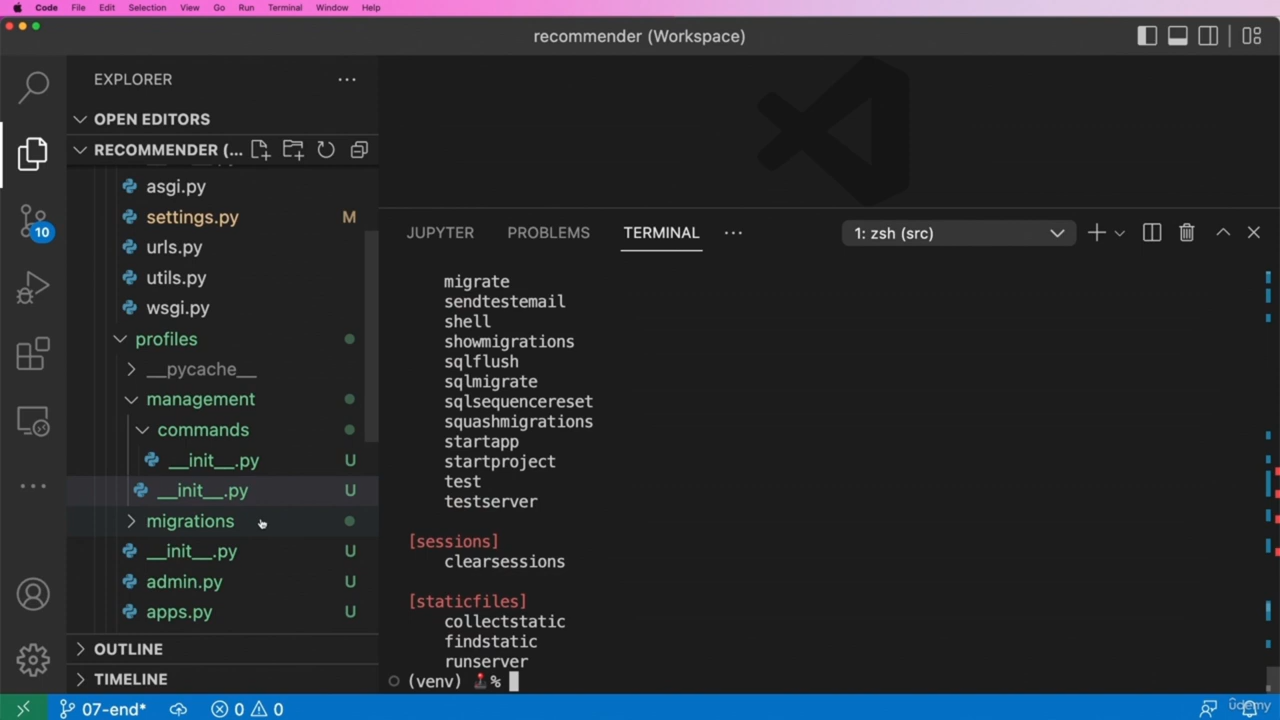 Code File Edit Selection View Go Run Terminal Window Help
recommender (Workspace)
EXPLORER
OPEN EDITORS
RECOMMENDER (...
asgi.py
settings.py M
urls.py
utils.py
wsgi.py
profiles
__pycache__
management
commands
__init__.py U
__init__.py U
migrations
__init__.py U
admin.py U
apps.py U
OUTLINE
TIMELINE
10
JUPYTER PROBLEMS TERMINAL
1: zsh (src)
migrate
sendtestemail
shell
showmigrations
sqlflush
sqlmigrate
sqlsequencereset
squashmigrations
startapp
startproject
test
testserver
[sessions]
clearsessions
[staticfiles]
collectstatic
findstatic
runserver
(venv) %
07-end* 0 0
udemy